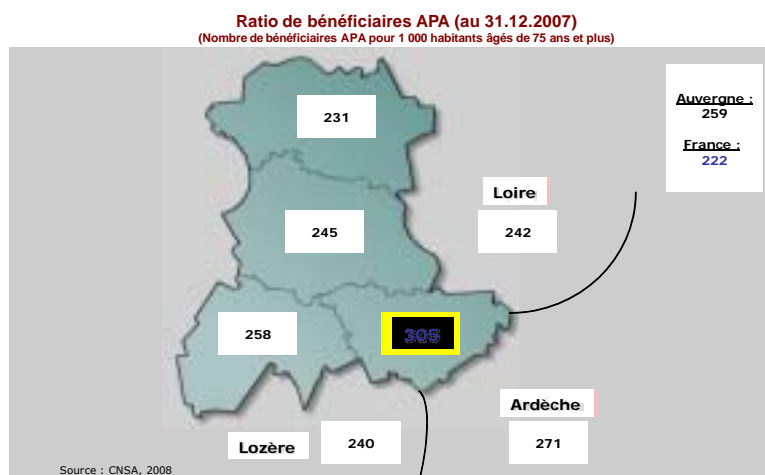 Ratio de bénéficiaires APA (au 31.12.2007)
(Nombre de bénéficiaires APA pour 1 000 habitants âgés de 75 ans et plus)
Auvergne :
259
France :
222
231
Loire
242
245
258
305
Ardèche
271
Lozère
240
Source : CNSA, 2008